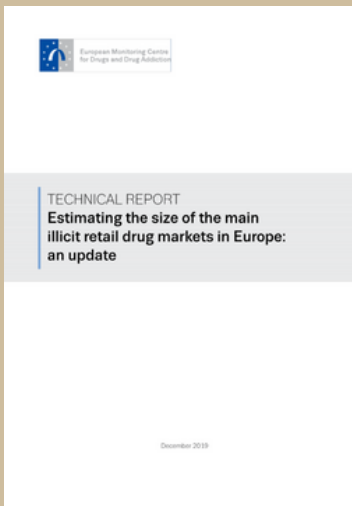 European Monitoring Centre
for Drugs and Drug Addiction
TECHNICAL REPORT
Estimating the size of the main
illicit retail drug markets in Europe:
an update
December 2019